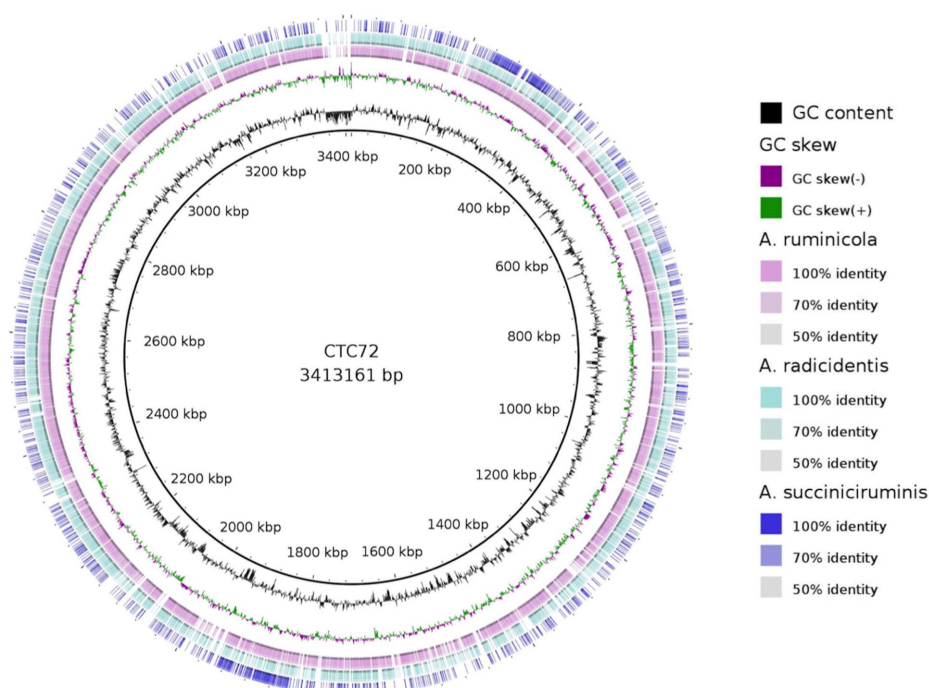 3400 kbp
200 kbp
400 kbp
600 kbp
800 kbp
1000 kbp
1200 kbp
1400 kbp
1600 kbp
1800 kbp
2000 kbp
2200 kbp
2400 kbp
2600 kbp
2800 kbp
3000 kbp
3200 kbp
CTC72
3413161 bp
GC content
GC skew
GC skew(-)
GC skew(+)
A. ruminicola
100% identity
70% identity
50% identity
A. radicidentis
100% identity
70% identity
50% identity
A. succiniciruminis
100% identity
70% identity
50% identity